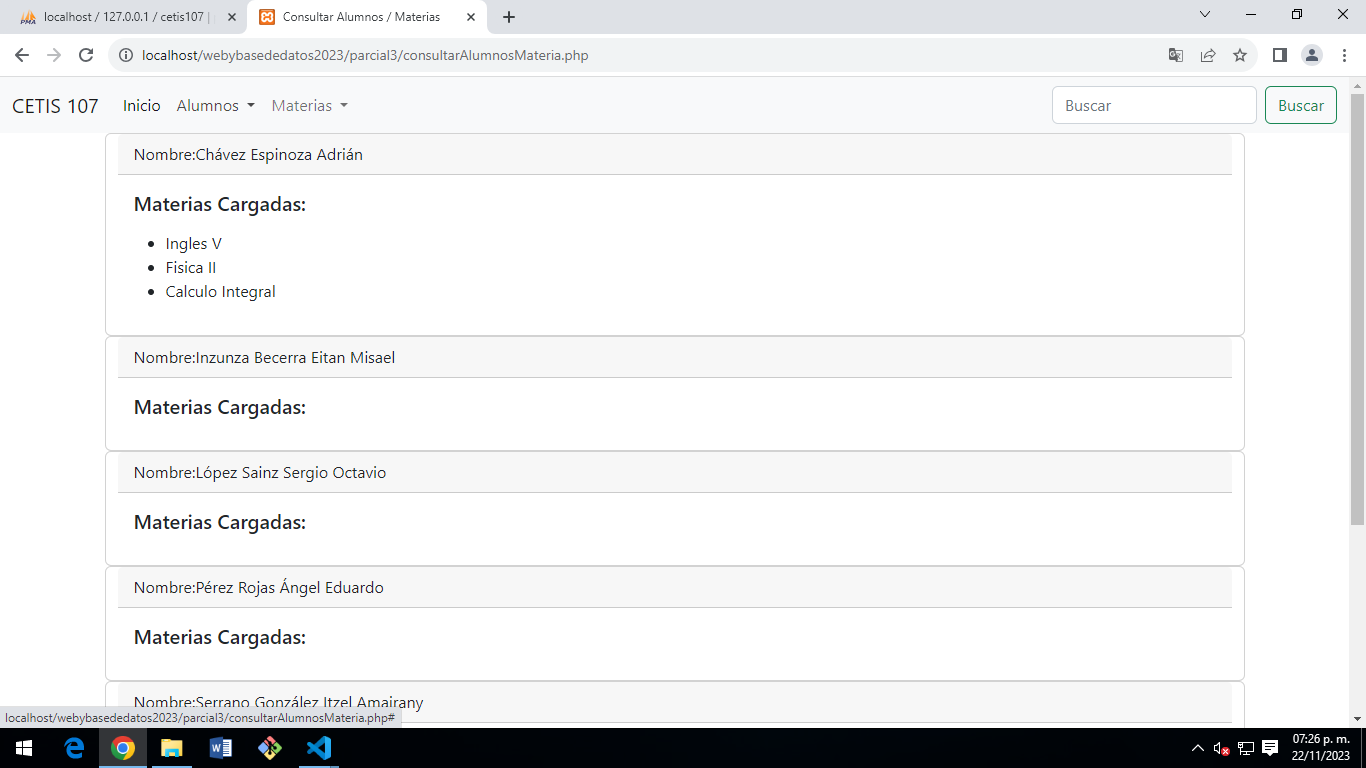 localhost / 127.0.0.1 / cetis107 |
Consultar Alumnos / Materias
localhost/webybasededatos2023/parcial3/consultarAlumnosMateria.php
CETIS 107 Inicio Alumnos Materias Buscar Buscar
Nombre:Chávez Espinoza Adrián
Materias Cargadas:
Ingles V
Fisica II
Calculo Integral
Nombre:Inzunza Becerra Eitan Misael
Materias Cargadas:
Nombre:López Sainz Sergio Octavio
Materias Cargadas:
Nombre:Pérez Rojas Ángel Eduardo
Materias Cargadas:
Nombre:Serrano González Itzel Amairany
localhost/webybasededatos2023/parcial3/consultarAlumnosMateria.php#
07:26 p. m.
22/11/2023